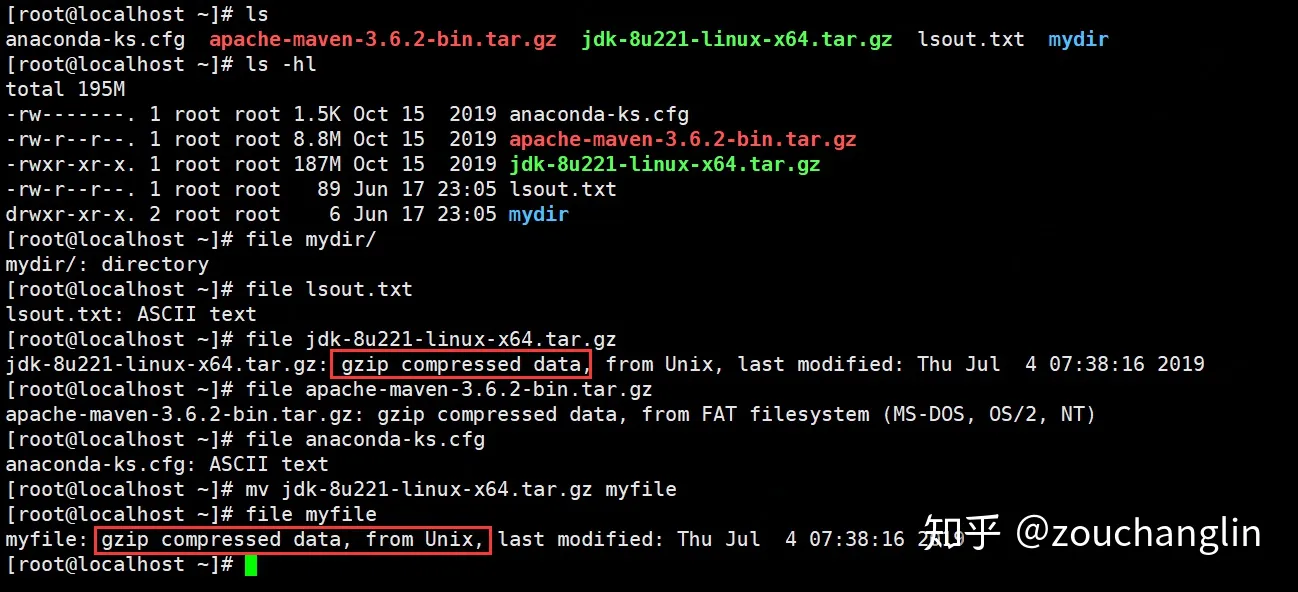 [root@localhost ~]# ls
anaconda-ks.cfg  apache-maven-3.6.2-bin.tar.gz  jdk-8u221-linux-x64.tar.gz  lsout.txt  mydir
[root@localhost ~]# ls -hl
total 195M
-rw-------. 1 root root 1.5K Oct 15  2019 anaconda-ks.cfg
-rw-r--r--. 1 root root 8.8M Oct 15  2019 apache-maven-3.6.2-bin.tar.gz
-rwxr-xr-x. 1 root root 187M Oct 15  2019 jdk-8u221-linux-x64.tar.gz
-rw-r--r--. 1 root root   89 Jun 17 23:05 lsout.txt
drwxr-xr-x. 2 root root    6 Jun 17 23:05 mydir
[root@localhost ~]# file mydir/
mydir/: directory
[root@localhost ~]# file lsout.txt
lsout.txt: ASCII text
[root@localhost ~]# file jdk-8u221-linux-x64.tar.gz
jdk-8u221-linux-x64.tar.gz: gzip compressed data, from Unix, last modified: Thu Jul  4 07:38:16 2019
[root@localhost ~]# file apache-maven-3.6.2-bin.tar.gz
apache-maven-3.6.2-bin.tar.gz: gzip compressed data, from FAT filesystem (MS-DOS, OS/2, NT)
[root@localhost ~]# file anaconda-ks.cfg
anaconda-ks.cfg: ASCII text
[root@localhost ~]# mv jdk-8u221-linux-x64.tar.gz myfile
[root@localhost ~]# file myfile
myfile: gzip compressed data, from Unix, last modified: Thu Jul  4 07:38:16 2019
知乎 @zouchanglin
[root@localhost ~]#